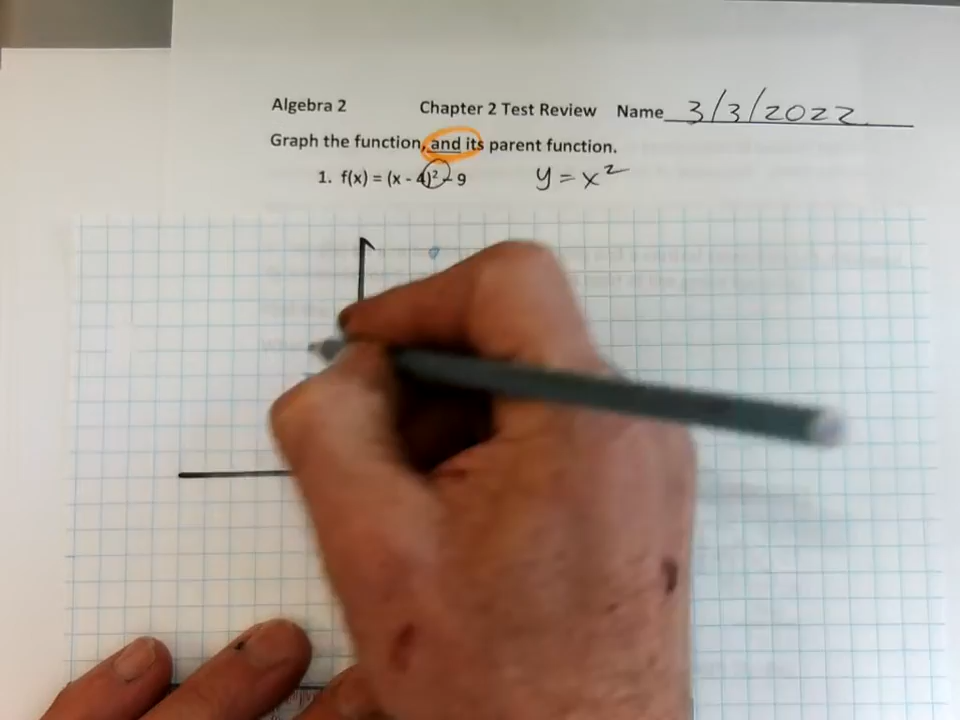 Algebra 2 Chapter 2 Test Review Name 3/3/2022
Graph the function, and its parent function.
1. f(x) = (x - 4)² - 9 y = x²